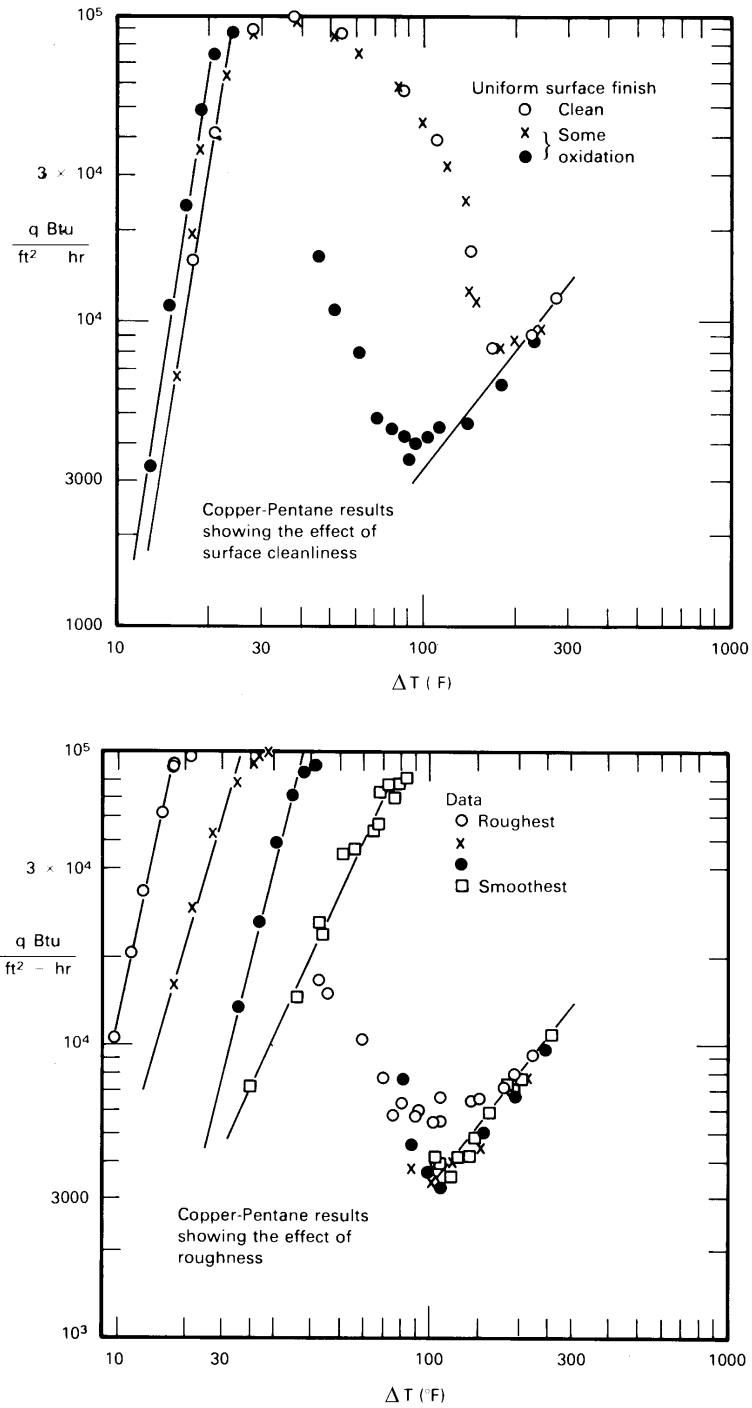 10⁵
Uniform surface finish
Clean
Some
oxidation
3 × 10⁴
q Btu
ft² hr
10⁴
3000
Copper-Pentane results
showing the effect of
surface cleanliness
1000
10 30 100 300 1000
Δ T ( F)
10⁵
Data
Roughest
Smoothest
3 × 10⁴
q Btu
ft² – hr
10⁴
3000
Copper-Pentane results
showing the effect of
roughness
10³
10 30 100 300 1000
Δ T (°F)